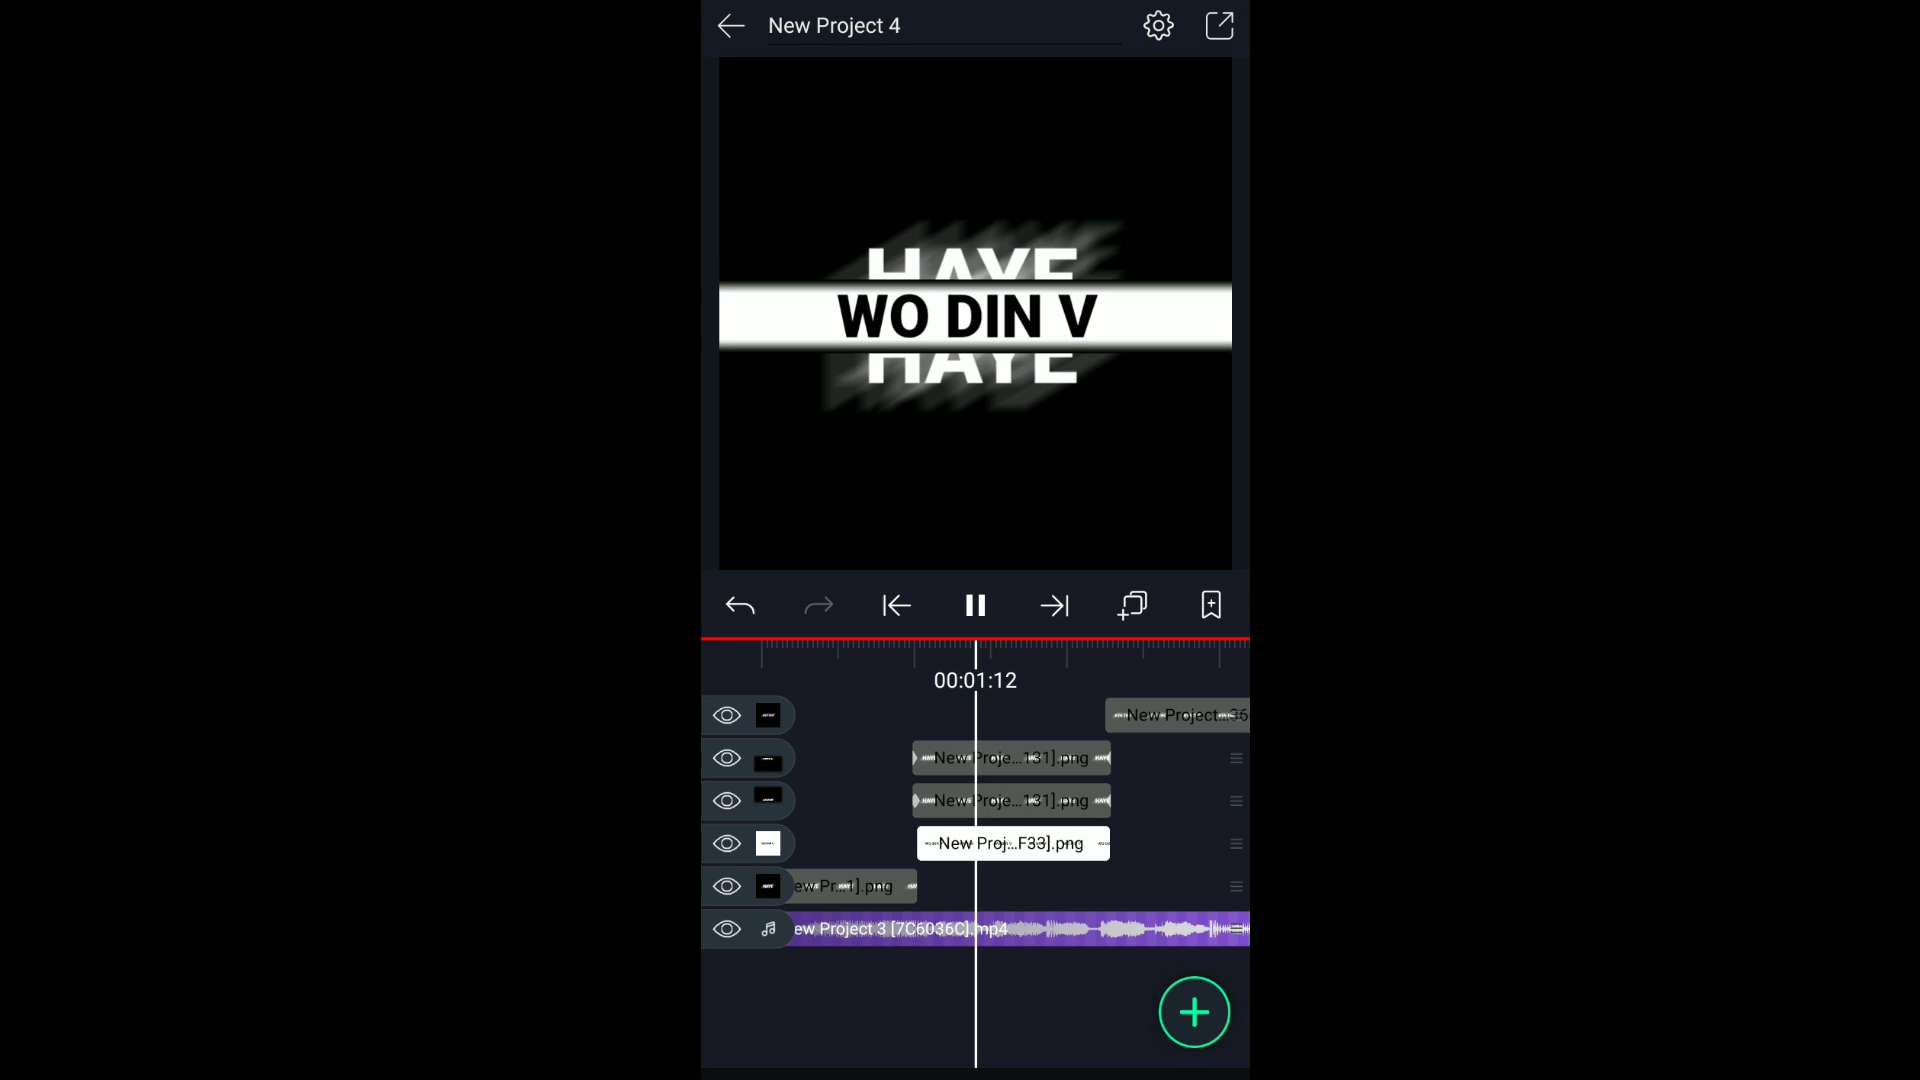 New Project 4
HAYE
WO DIN V
HAYE
00:01:12
New Project...36
New Proje...131].png
New Proje...131].png
New Proj...F33].png
ew Pr...1].png
ew Project 3 [7C6036C].mp4